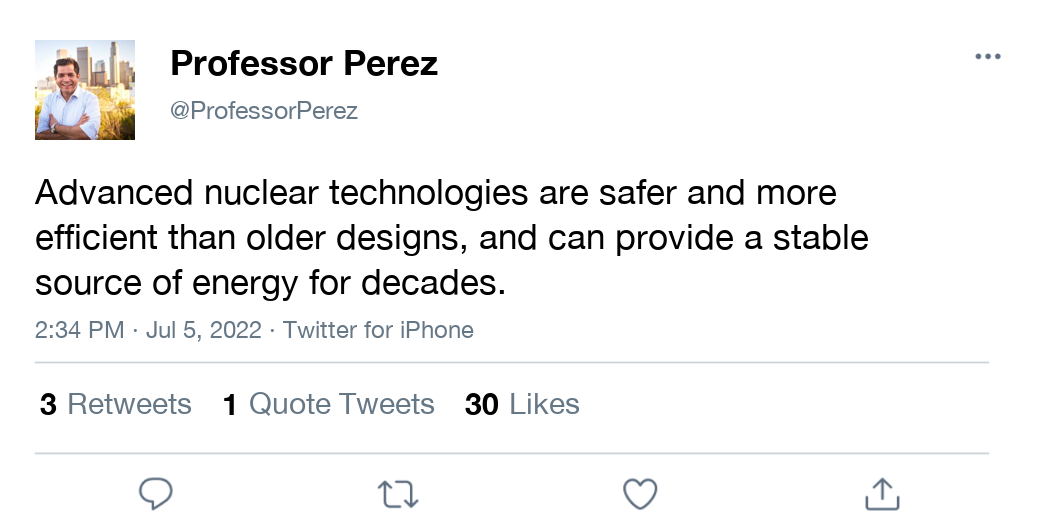 Professor Perez
@ProfessorPerez
Advanced nuclear technologies are safer and more
efficient than older designs, and can provide a stable
source of energy for decades.
2:34 PM · Jul 5, 2022 · Twitter for iPhone
3 Retweets 1 Quote Tweets 30 Likes